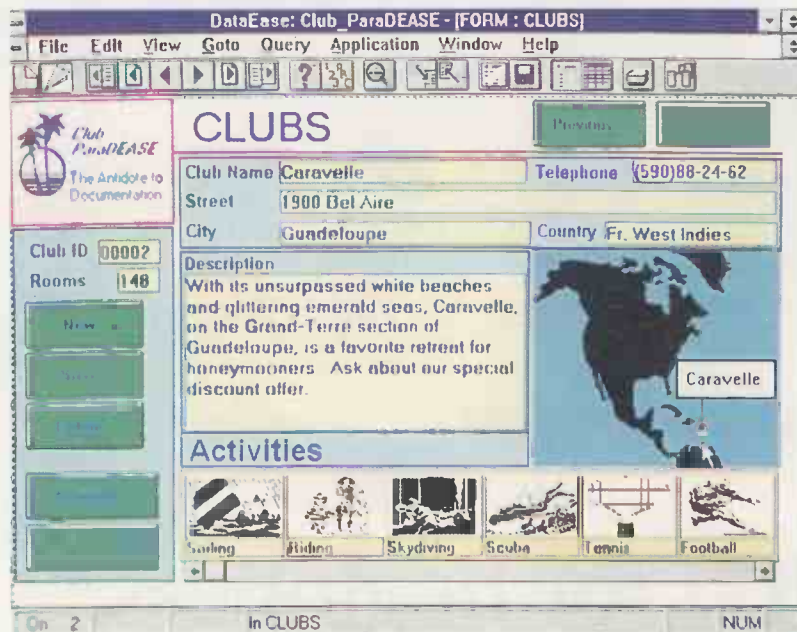 DataEase: Club_ParaDEASE - [FORM : CLUBS]
File Edit View Goto Query Application Window Help
Club
ParaDEASE
The Antidote to
Documentation
CLUBS
Previous
Club Name Caravelle Telephone (590)88-24-62
Street 1900 Bel Aire
City Guadeloupe Country Fr. West Indies
Club ID 00002
Rooms 148
New
Description
With its unsurpassed white beaches
and glittering emerald seas, Caravelle,
on the Grand-Terre section of
Guadeloupe, is a favorite retreat for
honeymooners. Ask about our special
discount offer.
Caravelle
Activities
Sailing Riding Skydiving Scuba Tennis Football
On 2 In CLUBS NUM